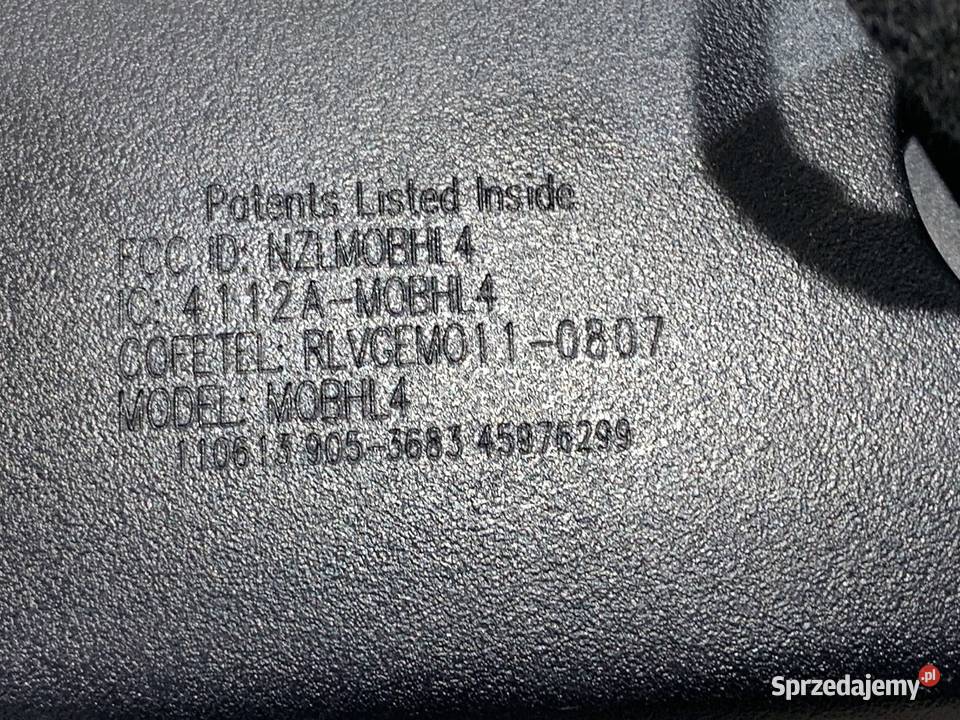 Patents Listed Inside
FCC ID: NZLMOBHL4
IC: 4112A-MOBHL4
COFETEL: RLVGEMO11-0807
MODEL: MOBHL4
110613 905-3683 45976299
Sprzedajemy.pl